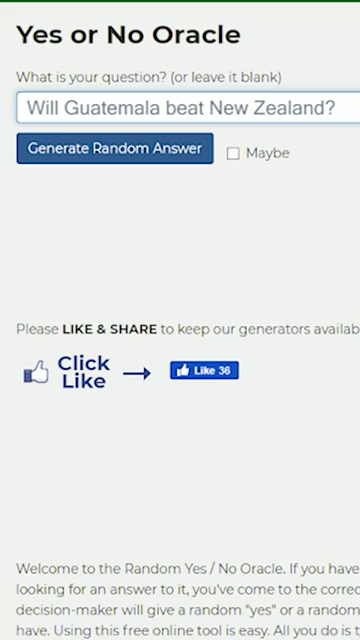 Yes or No Oracle
What is your question? (or leave it blank)
Will Guatemala beat New Zealand?
Generate Random Answer
Maybe
Please LIKE & SHARE to keep our generators availab
Click
Like
Like 36
Welcome to the Random Yes / No Oracle. If you have
looking for an answer to it, you've come to the correc
decision-maker will give a random "yes" or a random
have. Using this free online tool is easy. All you do is t